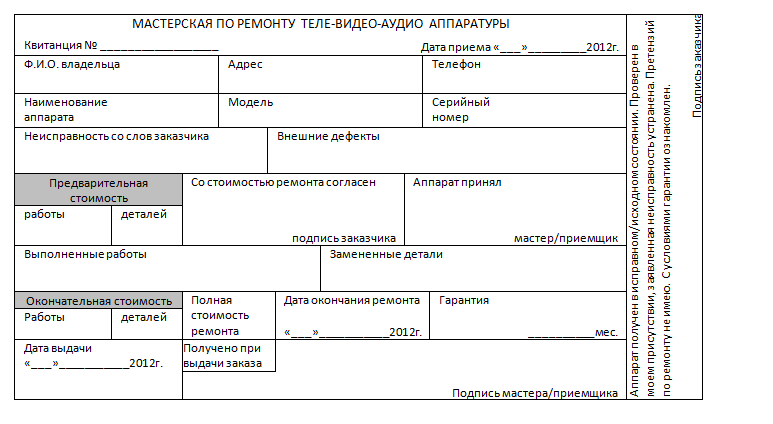 МАСТЕРСКАЯ ПО РЕМОНТУ ТЕЛЕ-ВИДЕО-АУДИО АППАРАТУРЫ
Квитанция № __________________
Дата приема «___»_________2012г.
Ф.И.О. владельца
Адрес
Телефон
Наименование
аппарата
Модель
Серийный
номер
Неисправность со слов заказчика
Внешние дефекты
Предварительная
стоимость
работы
деталей
Со стоимостью ремонта согласен
подпись заказчика
Аппарат принял
мастер/приемщик
Выполненные работы
Замененные детали
Окончательная стоимость
Работы
деталей
Полная
стоимость
ремонта
Дата окончания ремонта
«___»___________2012г.
Гарантия
__________мес.
Дата выдачи
«___»___________2012г.
Получено при
выдачи заказа
Подпись мастера/приемщика
Аппарат получен в исправном/исходном состоянии. Проверен в
моем присутствии, заявленная неисправность устранена. Претензий
по ремонту не имею. С условиями гарантии ознакомлен.
Подпись заказчика